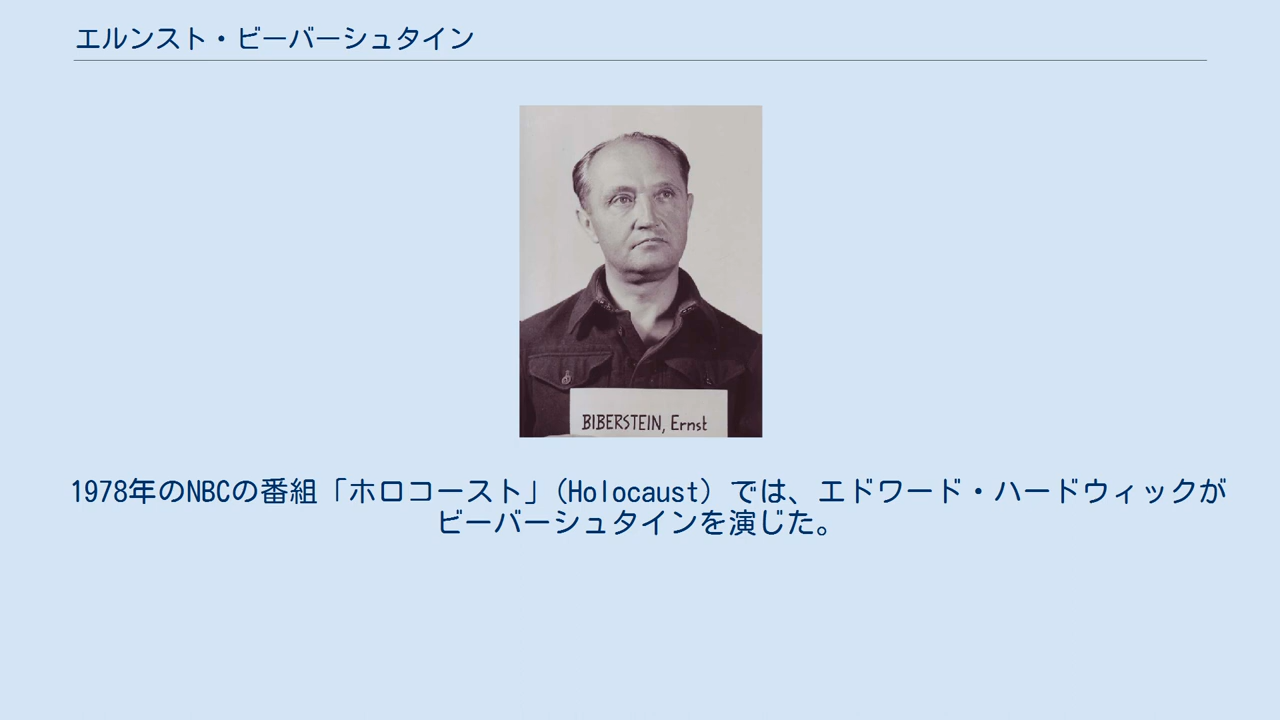 エルンスト・ビーバーシュタイン
BIBERSTEIN, Ernst
1978年のNBCの番組「ホロコースト」(Holocaust) では、エドワード・ハードウィックが
ビーバーシュタインを演じた。